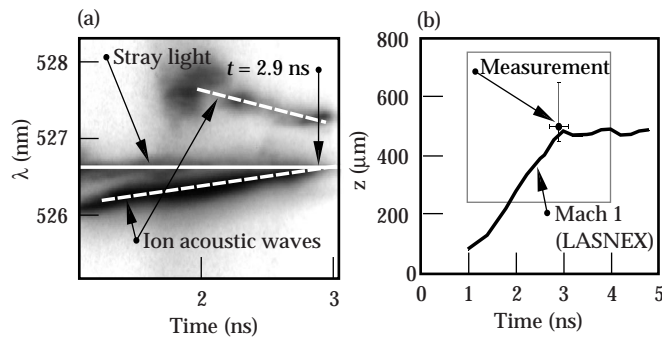 (a)
Stray light
t = 2.9 ns
528
527
526
λ (nm)
Ion acoustic waves
2
3
Time (ns)
(b)
800
600
400
200
0
z (μm)
Measurement
Mach 1
(LASNEX)
0
1
2
3
4
5
Time (ns)